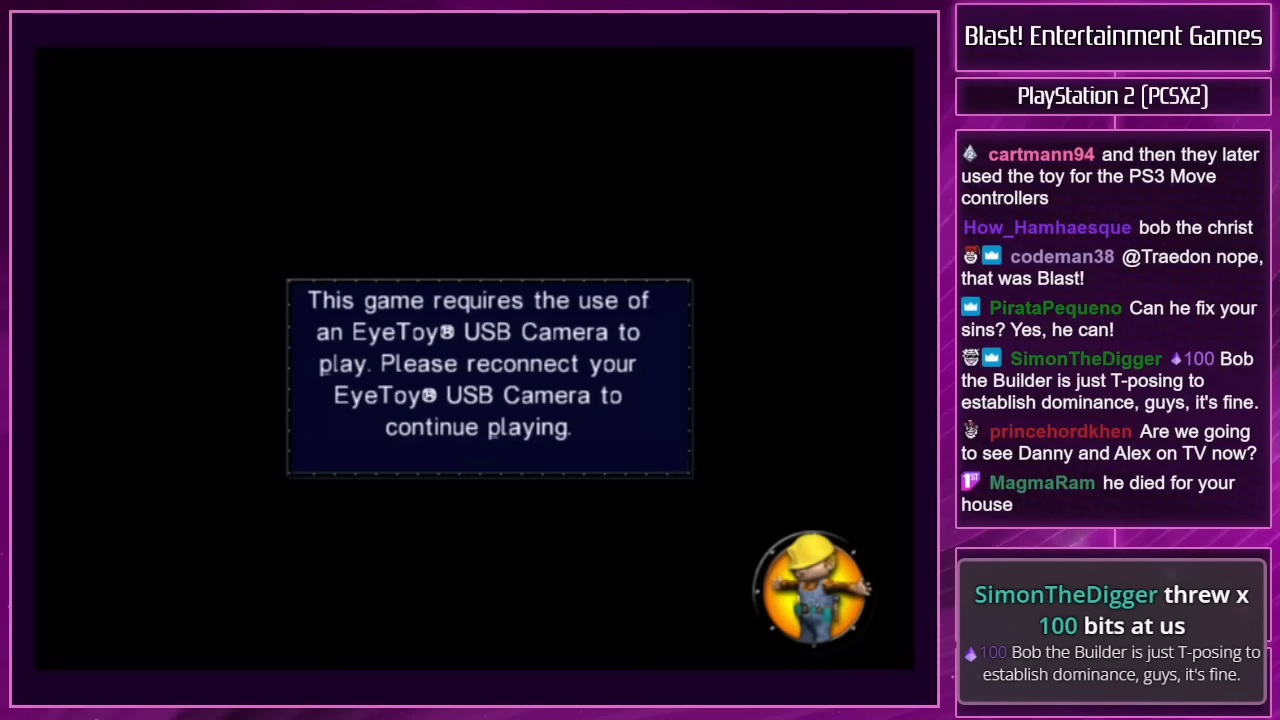 This game requires the use of
an EyeToy® USB Camera to
play. Please reconnect your
EyeToy® USB Camera to
continue playing.
Blast! Entertainment Games
PlayStation 2 (PCSX2)
cartmann94 and then they later
used the toy for the PS3 Move
controllers
How_Hamhaesque bob the christ
codeman38 @Traedon nope,
that was Blast!
PirataPequeno Can he fix your
sins? Yes, he can!
SimonTheDigger 100 Bob
the Builder is just T-posing to
establish dominance, guys, it's fine.
princehordkhen Are we going
to see Danny and Alex on TV now?
1ST MagmaRam he died for your
house
SimonTheDigger threw x
100 bits at us
100 Bob the Builder is just T-posing to
establish dominance, guys, it's fine.